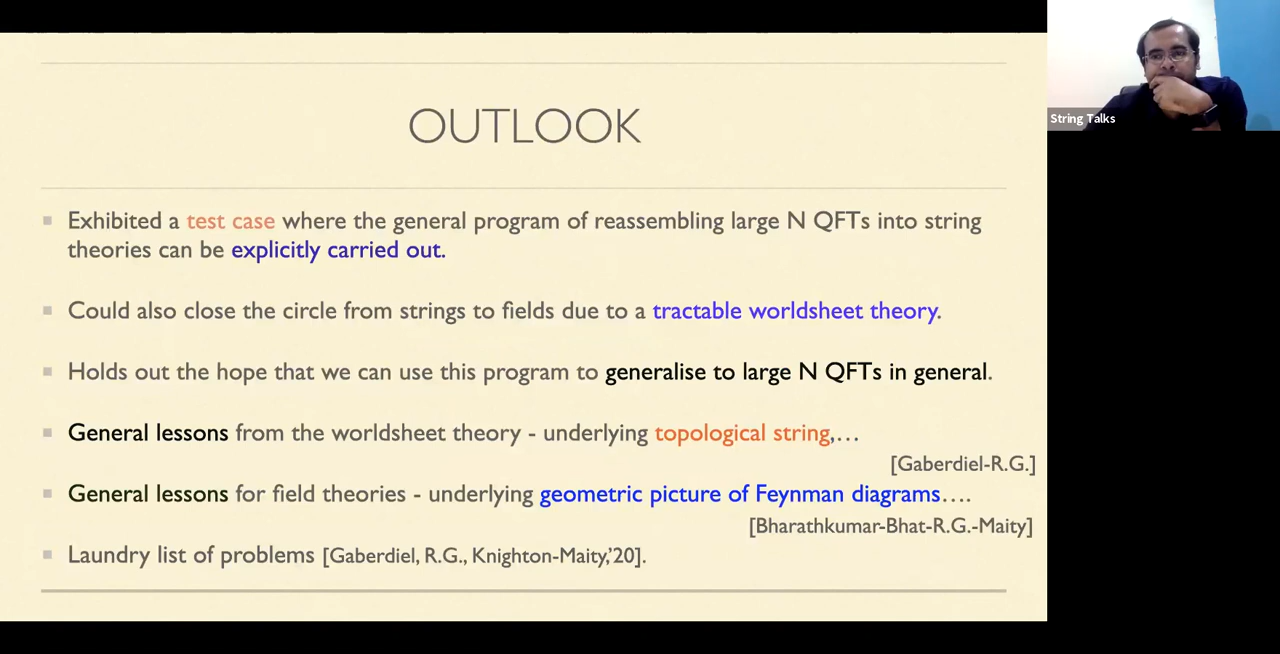 OUTLOOK
Exhibited a test case where the general program of reassembling large N QFTs into string
theories can be explicitly carried out.
Could also close the circle from strings to fields due to a tractable worldsheet theory.
Holds out the hope that we can use this program to generalise to large N QFTs in general.
General lessons from the worldsheet theory - underlying topological string,…
[Gaberdiel-R.G.]
General lessons for field theories - underlying geometric picture of Feynman diagrams….
[Bharathkumar-Bhat-R.G.-Maity]
Laundry list of problems [Gaberdiel, R.G., Knighton-Maity,'20].
String Talks